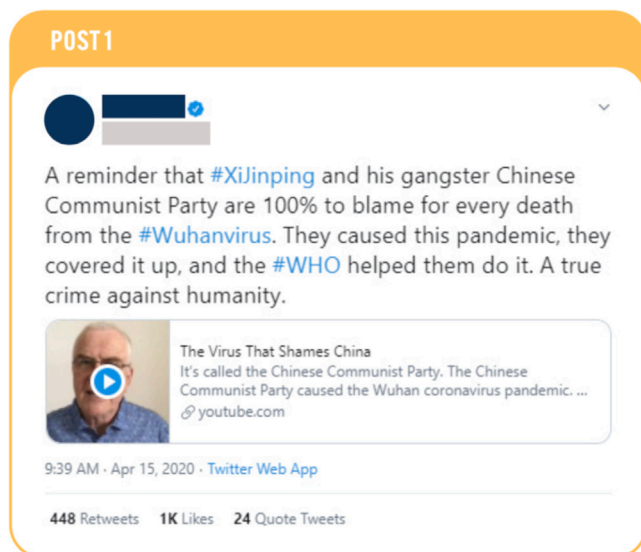 POST 1
A reminder that #XiJinping and his gangster Chinese
Communist Party are 100% to blame for every death
from the #Wuhanvirus. They caused this pandemic, they
covered it up, and the #WHO helped them do it. A true
crime against humanity.
The Virus That Shames China
It's called the Chinese Communist Party. The Chinese
Communist Party caused the Wuhan coronavirus pandemic. ...
youtube.com
9:39 AM · Apr 15, 2020 · Twitter Web App
448 Retweets 1K Likes 24 Quote Tweets